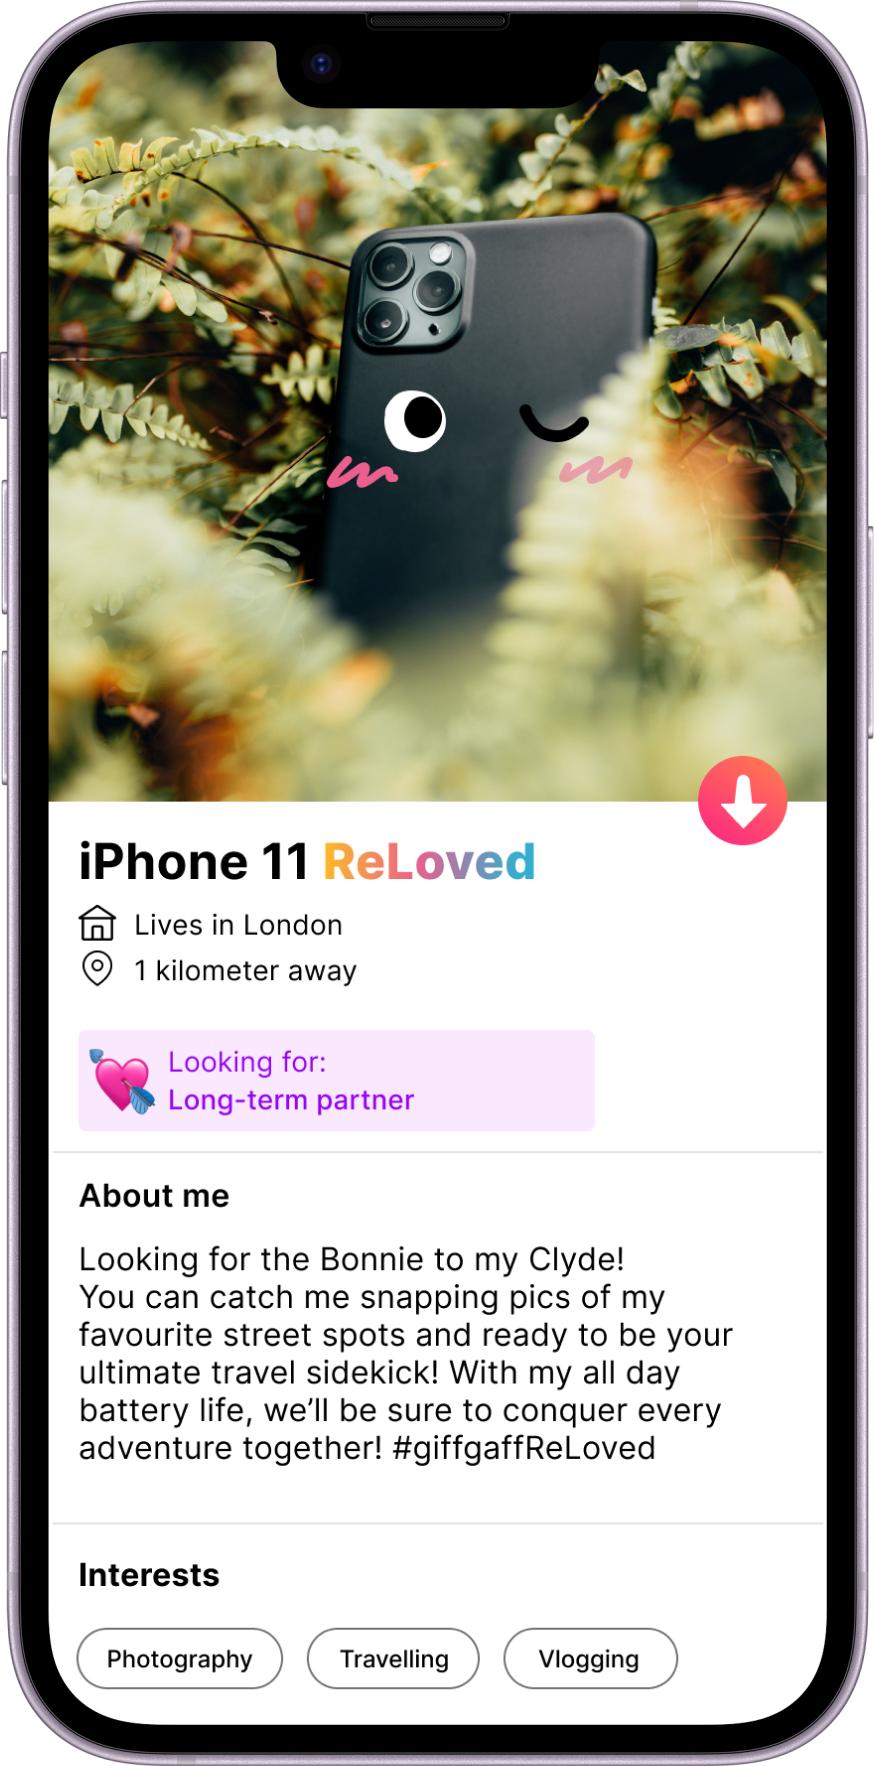 iPhone 11 ReLoved
Lives in London
1 kilometer away
Looking for:
Long-term partner
About me
Looking for the Bonnie to my Clyde!
You can catch me snapping pics of my
favourite street spots and ready to be your
ultimate travel sidekick! With my all day
battery life, we’ll be sure to conquer every
adventure together! #giffgaffReLoved
Interests
Photography Travelling Vlogging